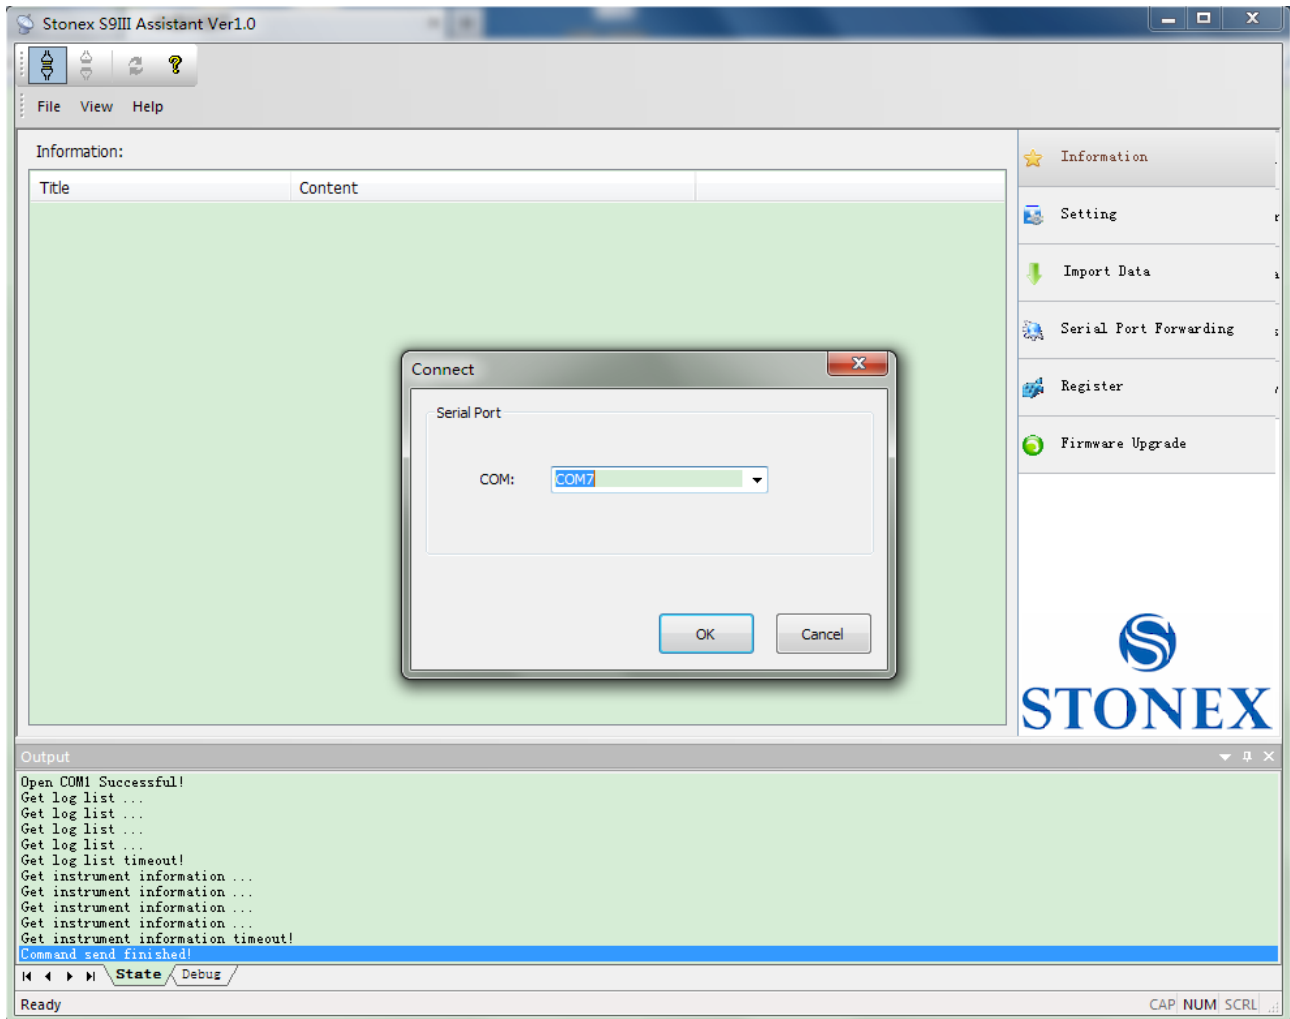 Stonex S9III Assistant Ver1.0
File View Help
Information:
Title Content
Information
Setting
Import Data
Serial Port Forwarding
Register
Firmware Upgrade
Connect
Serial Port
COM: COM7
OK Cancel
STONEX
Output
Open COM1 Successful!
Get log list ...
Get log list ...
Get log list ...
Get log list ...
Get log list timeout!
Get instrument information ...
Get instrument information ...
Get instrument information ...
Get instrument information ...
Get instrument information timeout!
Command send finished!
State Debug
Ready CAP NUM SCRL